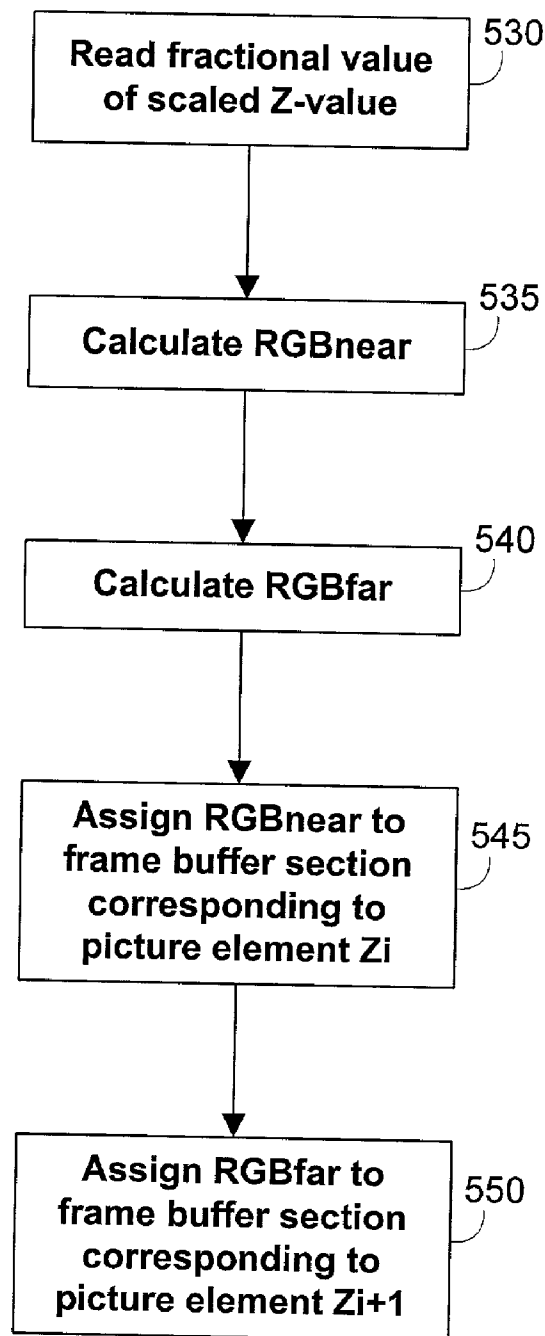 530
Read fractional value
of scaled Z-value
535
Calculate RGBnear
540
Calculate RGBfar
545
Assign RGBnear to
frame buffer section
corresponding to
picture element Zi
550
Assign RGBfar to
frame buffer section
corresponding to
picture element Zi+1